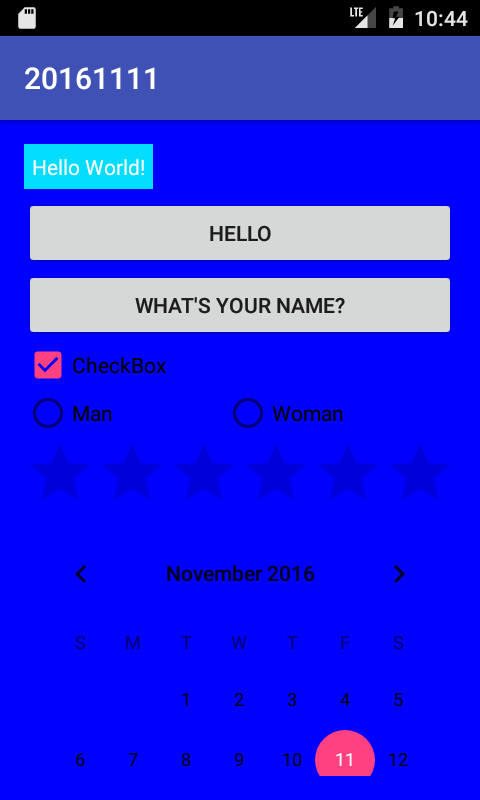 LTE 10:44
20161111
Hello World!
HELLO
WHAT'S YOUR NAME?
CheckBox
Man Woman
November 2016
S M T W T F S
1 2 3 4 5
6 7 8 9 10 11 12